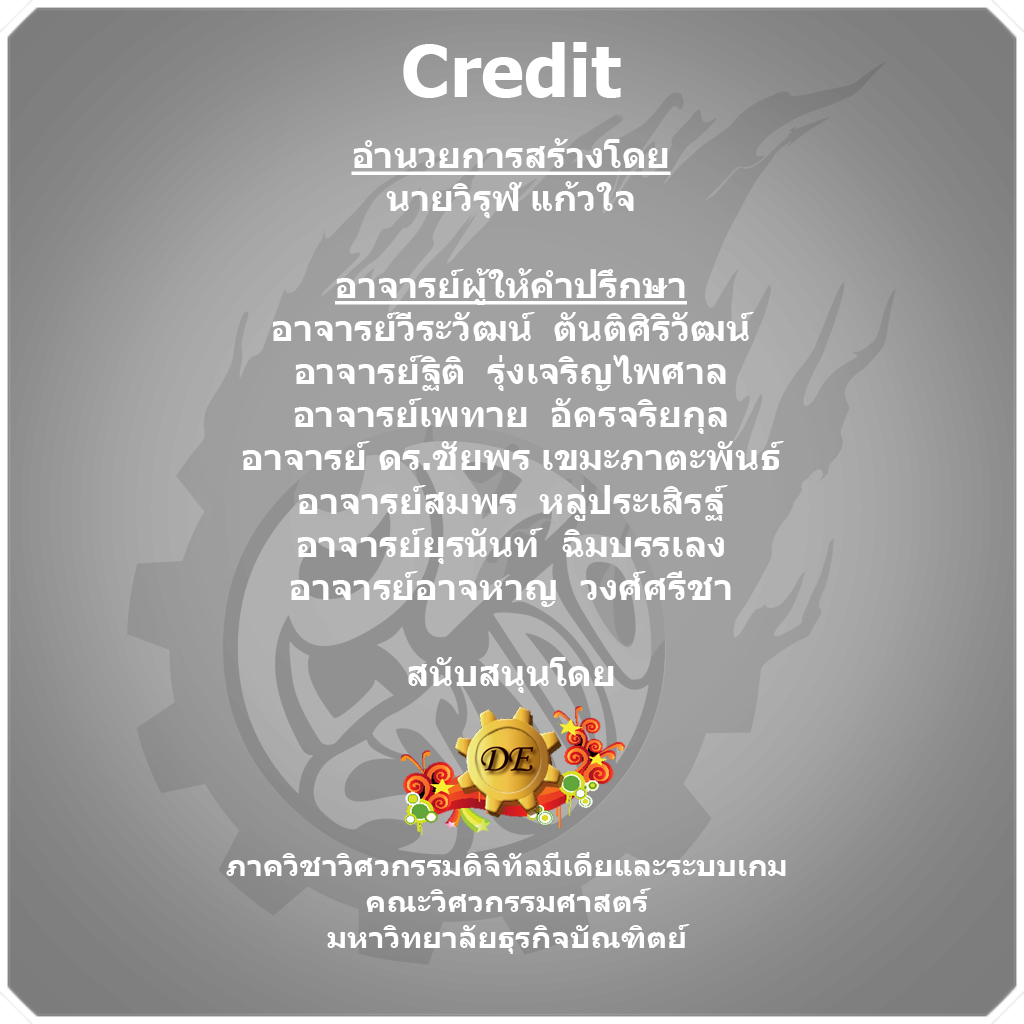 Credit
อำนวยการสร้างโดย
นายวิรุฬ แก้วใจ
อาจารย์ผู้ให้คำปรึกษา
อาจารย์วีระวัฒน์ ตันติศิริวัฒน์
อาจารย์ฐิติ รุ่งเจริญไพศาล
อาจารย์เพทาย อัครจริยกุล
อาจารย์ ดร.ชัยพร เขมะภาตะพันธ์
อาจารย์สมพร หลู่ประเสิรฐ์
อาจารย์ยุรนันท์ ฉิมบรรเลง
อาจารย์อาจหาญ วงศ์ศรีชา
สนับสนุนโดย
DE
ภาควิชาวิศวกรรมดิจิทัลมีเดียและระบบเกม
คณะวิศวกรรมศาสตร์
มหาวิทยาลัยธุรกิจบัณฑิตย์